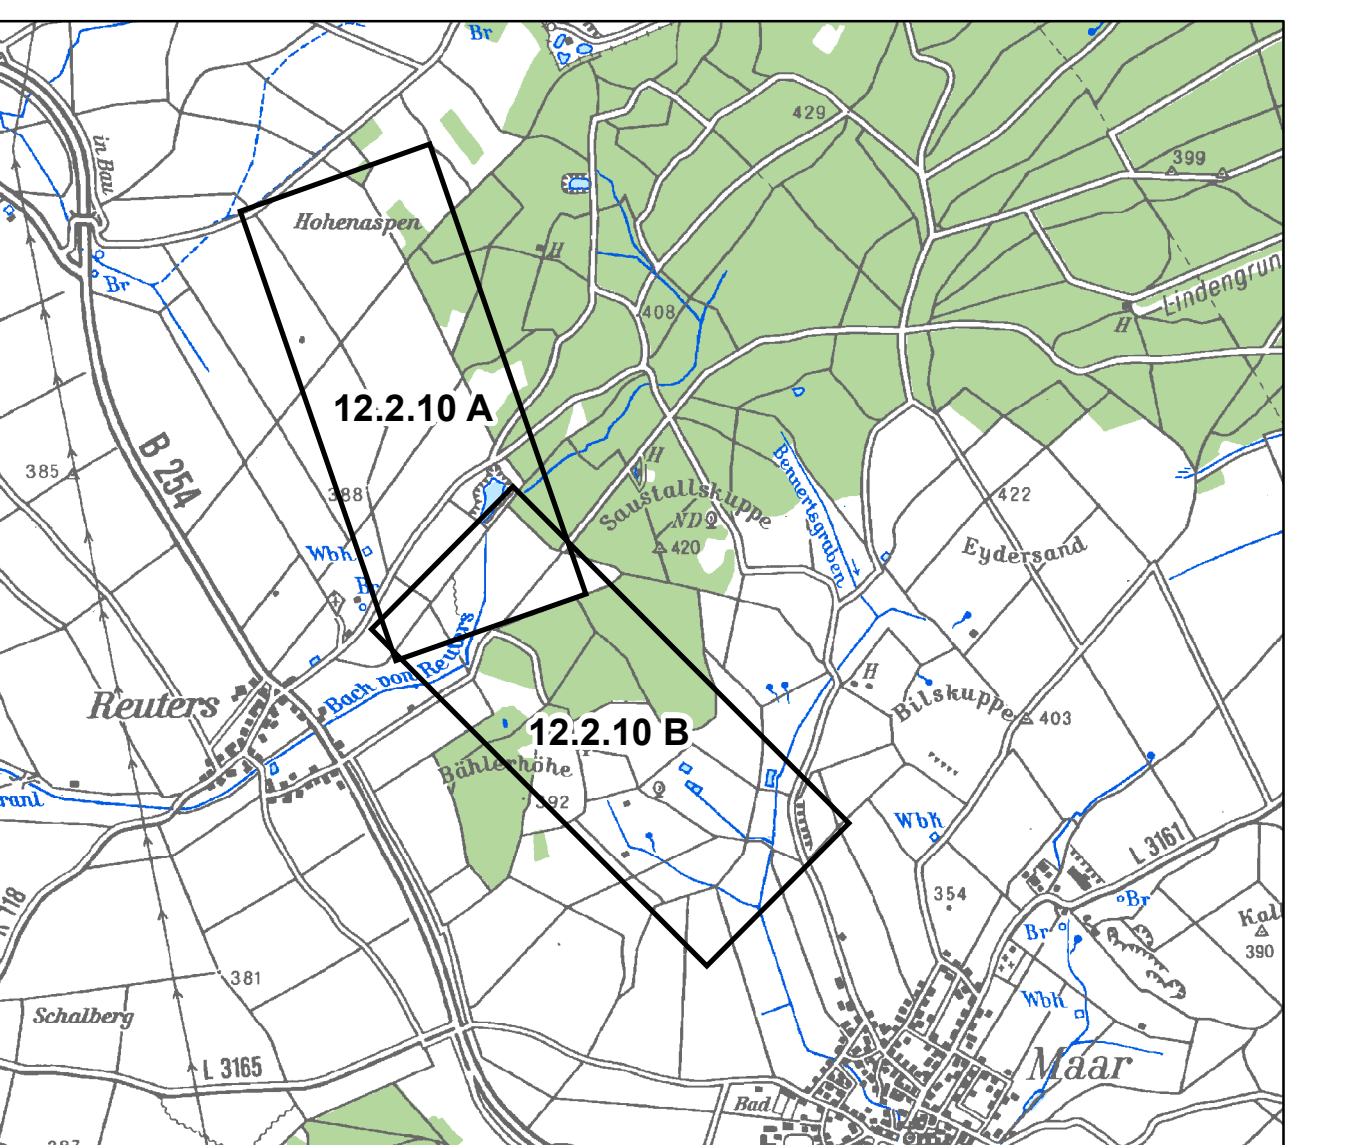 Br
in Bau
429
399
Hohenaspen
H
Br
Lindengrun
408
H
12.2.10 A
B 254
385
388
H
Saustallskuppe
ND
420
Bennertsgraben
422
Eydersand
Wbh
Br
Bach von Reuters
Reuters
H
Bilskuppe
403
12.2.10 B
Bählerhöhe
392
Wbh
L 3161
354
Br
Br
Kal
390
381
Wbh
Schalberg
L 3165
Maar
Bad